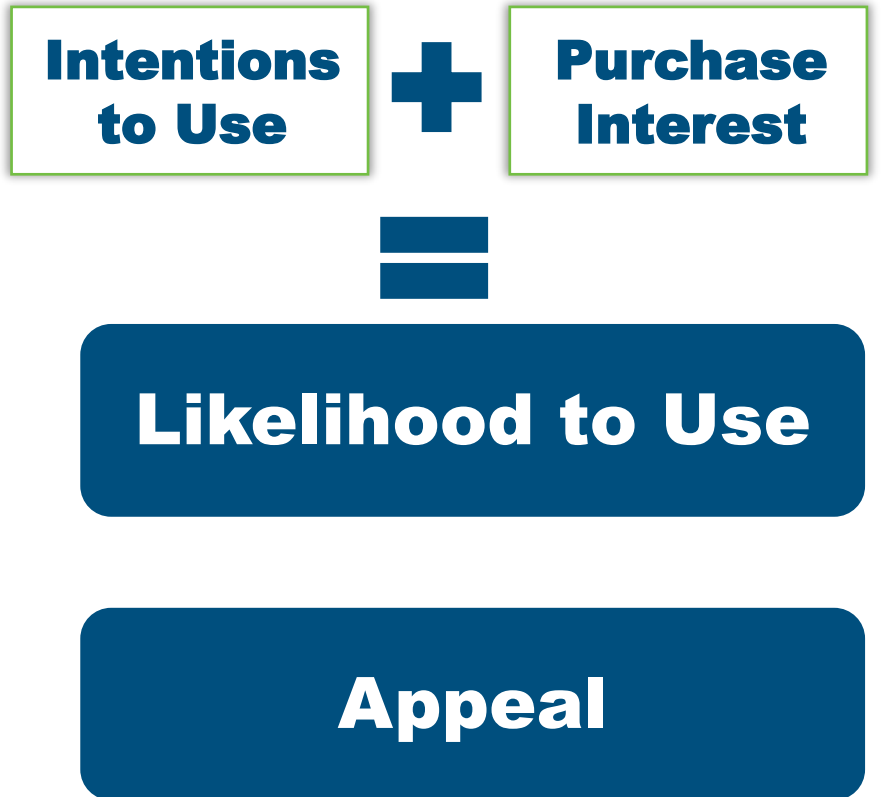 Intentions
to Use
+
Purchase
Interest
=
Likelihood to Use
Appeal